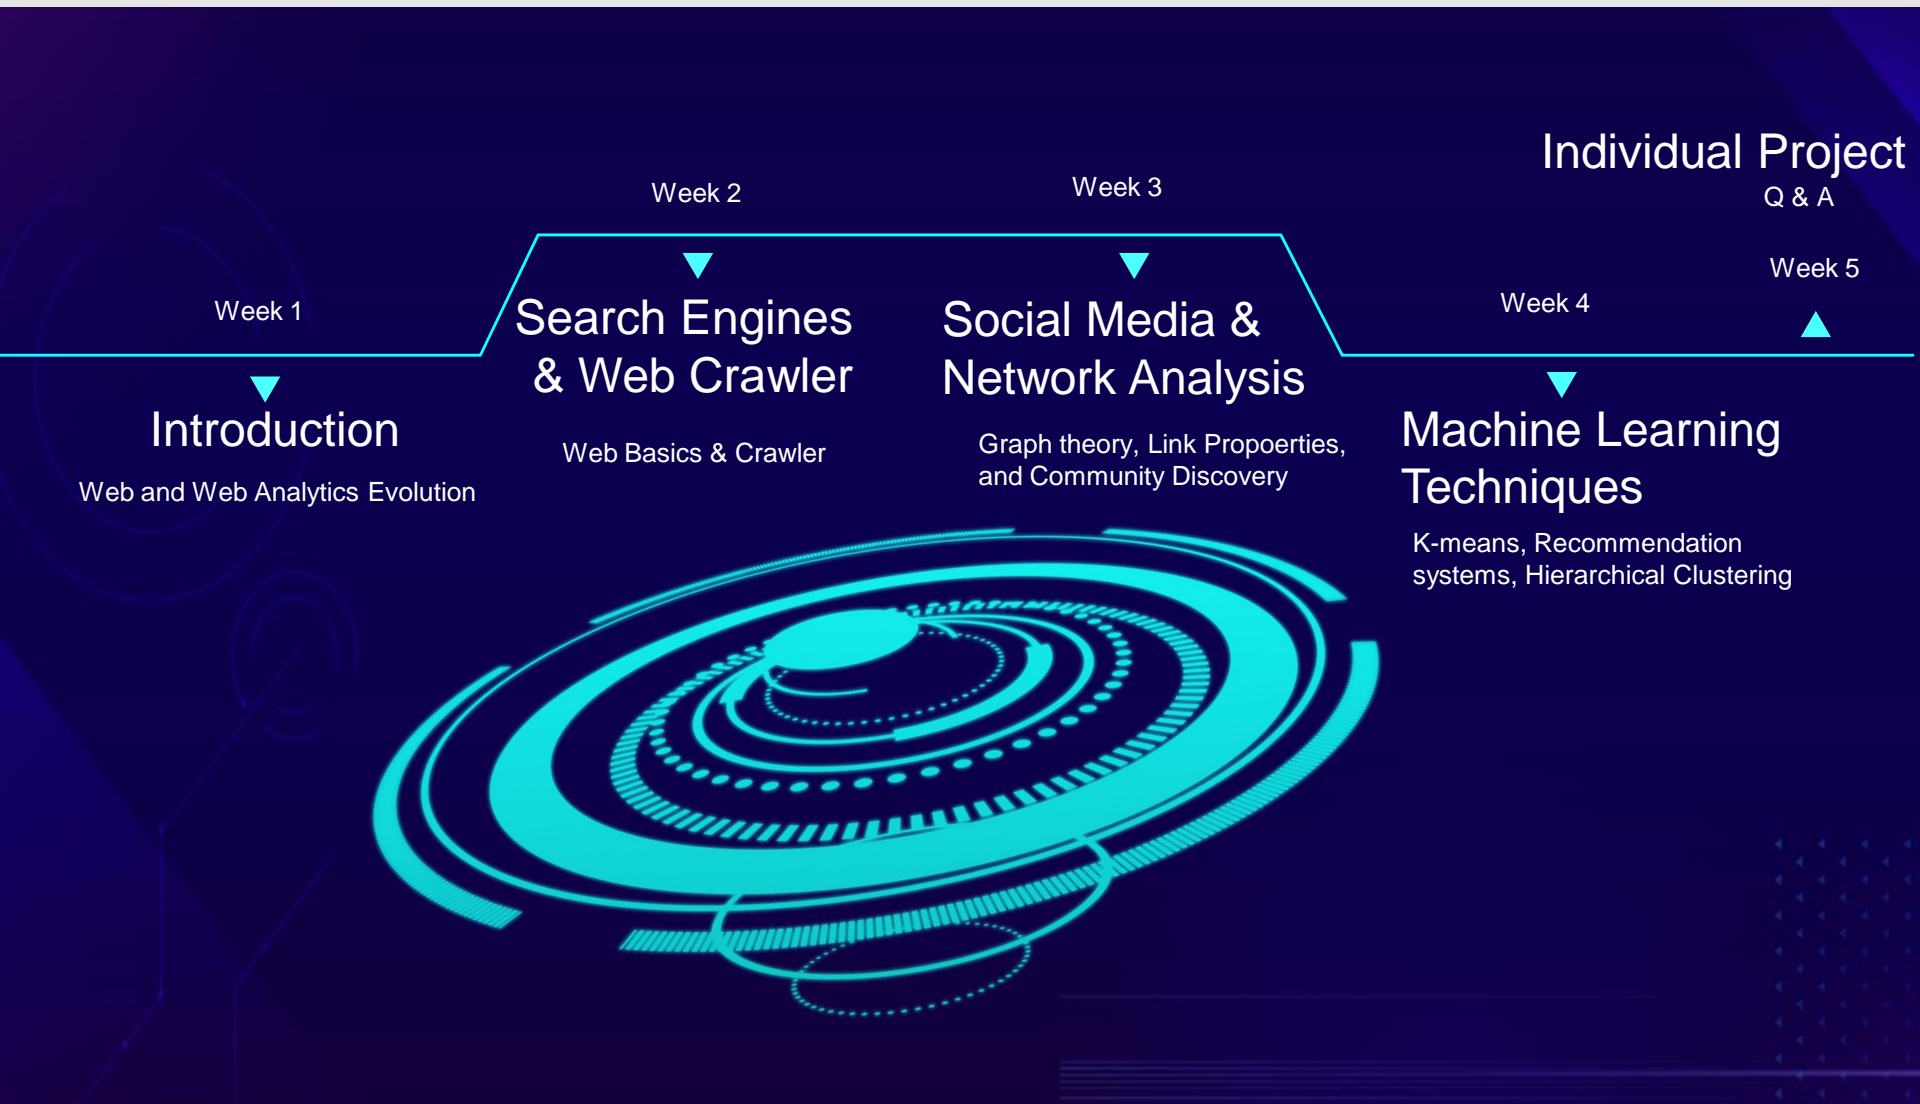 Week 1
Introduction
Web and Web Analytics Evolution
Week 2
Search Engines
& Web Crawler
Web Basics & Crawler
Week 3
Social Media &
Network Analysis
Graph theory, Link Propoerties,
and Community Discovery
Week 4
Machine Learning
Techniques
K-means, Recommendation
systems, Hierarchical Clustering
Individual Project
Q & A
Week 5